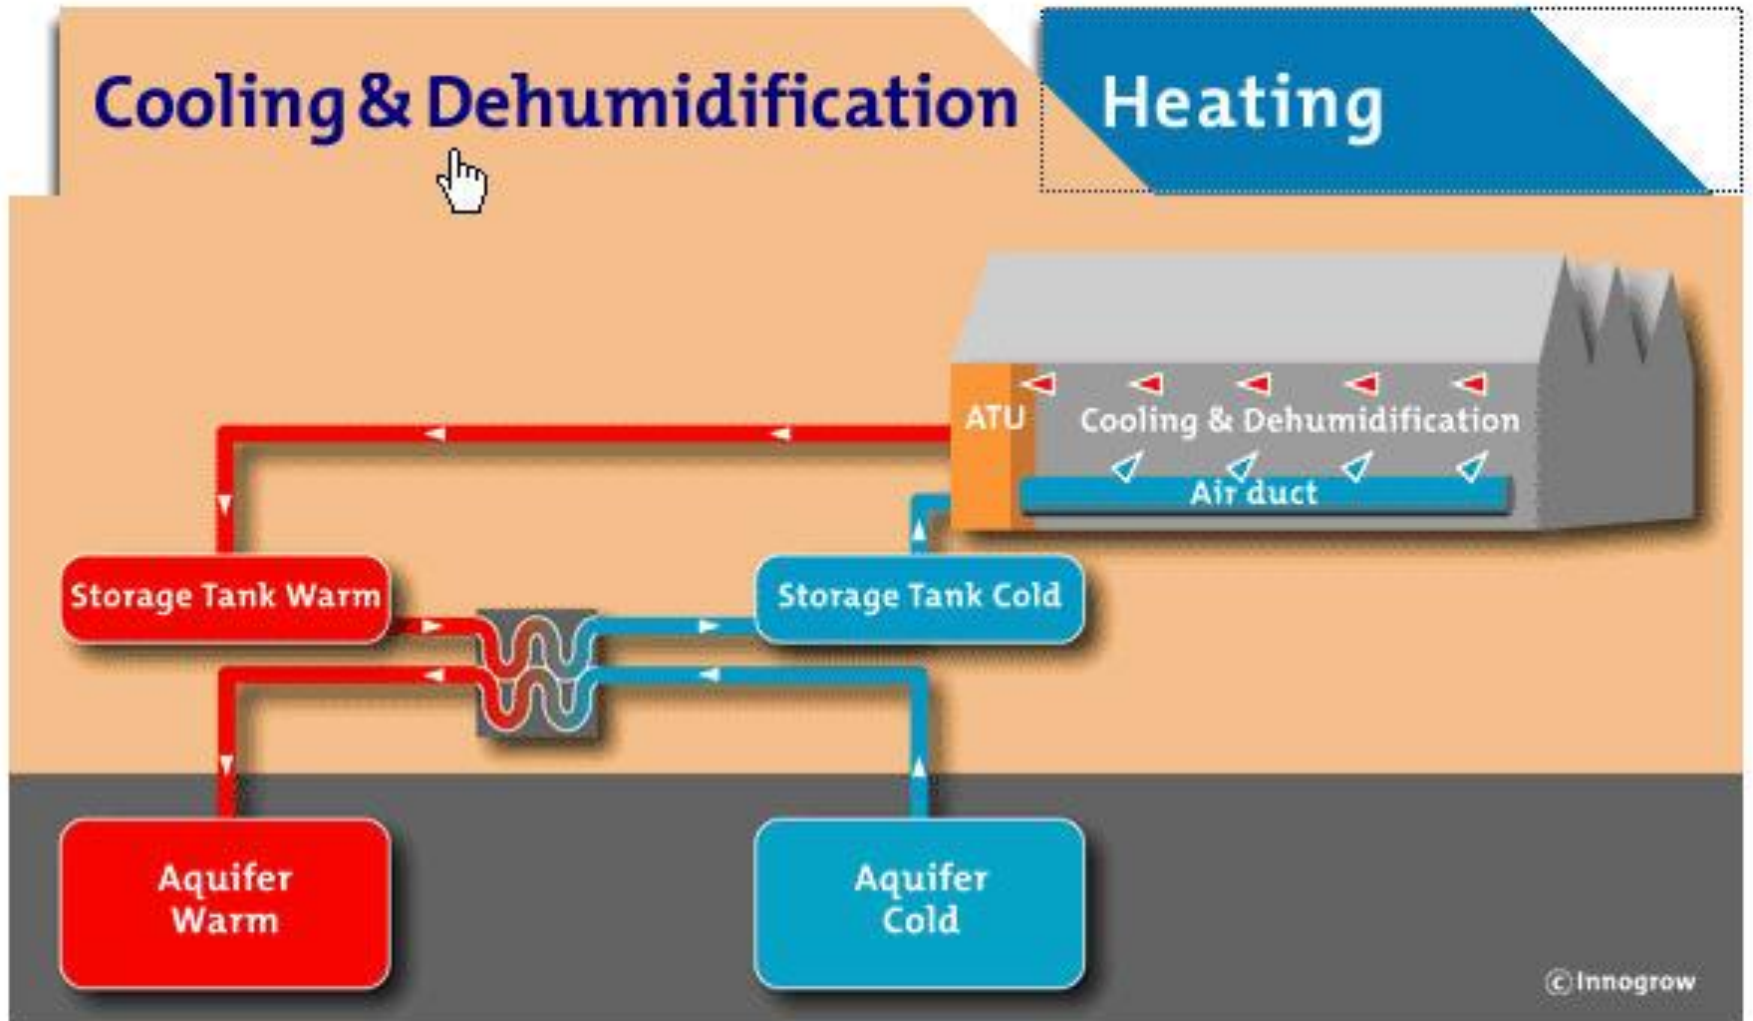 Cooling & Dehumidification
Heating
ATU
Cooling & Dehumidification
Air duct
Storage Tank Warm
Storage Tank Cold
Aquifer
Warm
Aquifer
Cold
©Innogrow